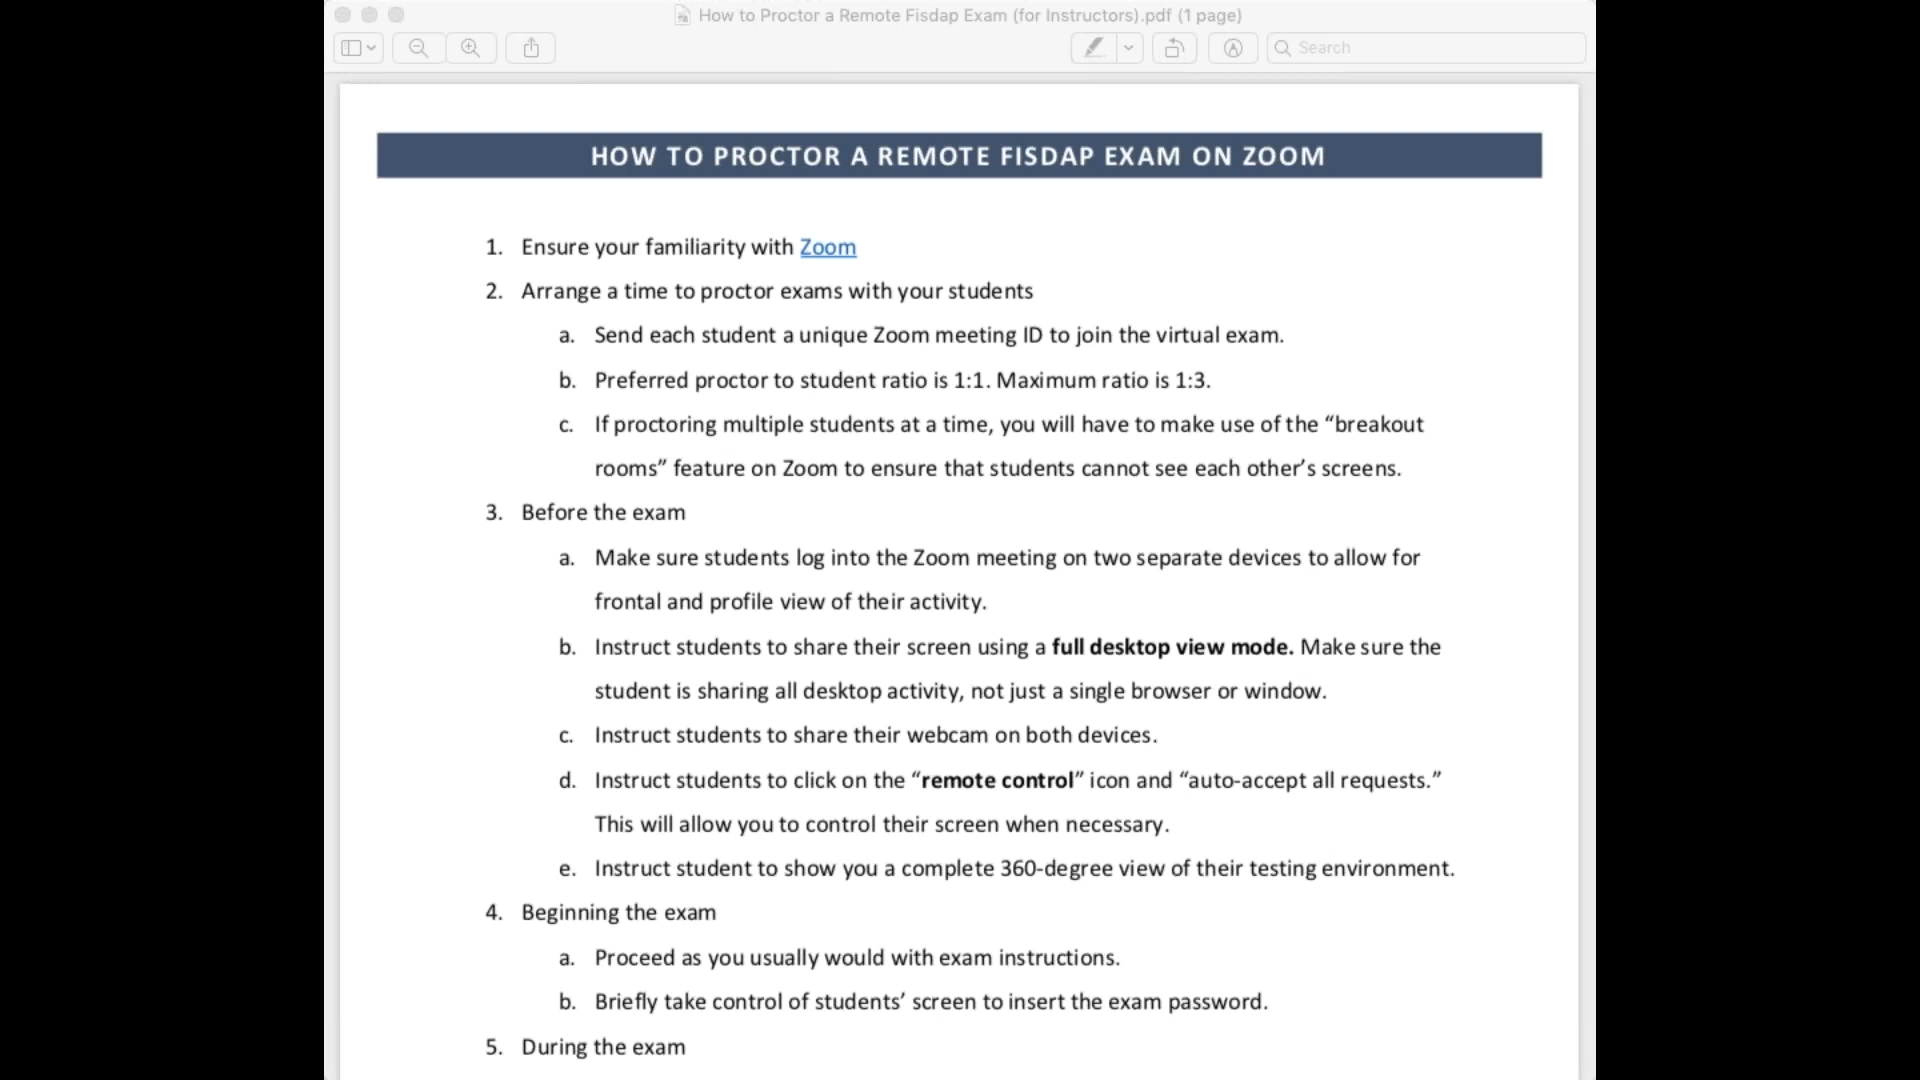 How to Proctor a Remote Fisdap Exam (for Instructors).pdf (1 page)
Search
HOW TO PROCTOR A REMOTE FISDAP EXAM ON ZOOM
1. Ensure your familiarity with Zoom
2. Arrange a time to proctor exams with your students
a. Send each student a unique Zoom meeting ID to join the virtual exam.
b. Preferred proctor to student ratio is 1:1. Maximum ratio is 1:3.
c. If proctoring multiple students at a time, you will have to make use of the “breakout
rooms” feature on Zoom to ensure that students cannot see each other’s screens.
3. Before the exam
a. Make sure students log into the Zoom meeting on two separate devices to allow for
frontal and profile view of their activity.
b. Instruct students to share their screen using a full desktop view mode. Make sure the
student is sharing all desktop activity, not just a single browser or window.
c. Instruct students to share their webcam on both devices.
d. Instruct students to click on the “remote control” icon and “auto-accept all requests.”
This will allow you to control their screen when necessary.
e. Instruct student to show you a complete 360-degree view of their testing environment.
4. Beginning the exam
a. Proceed as you usually would with exam instructions.
b. Briefly take control of students’ screen to insert the exam password.
5. During the exam